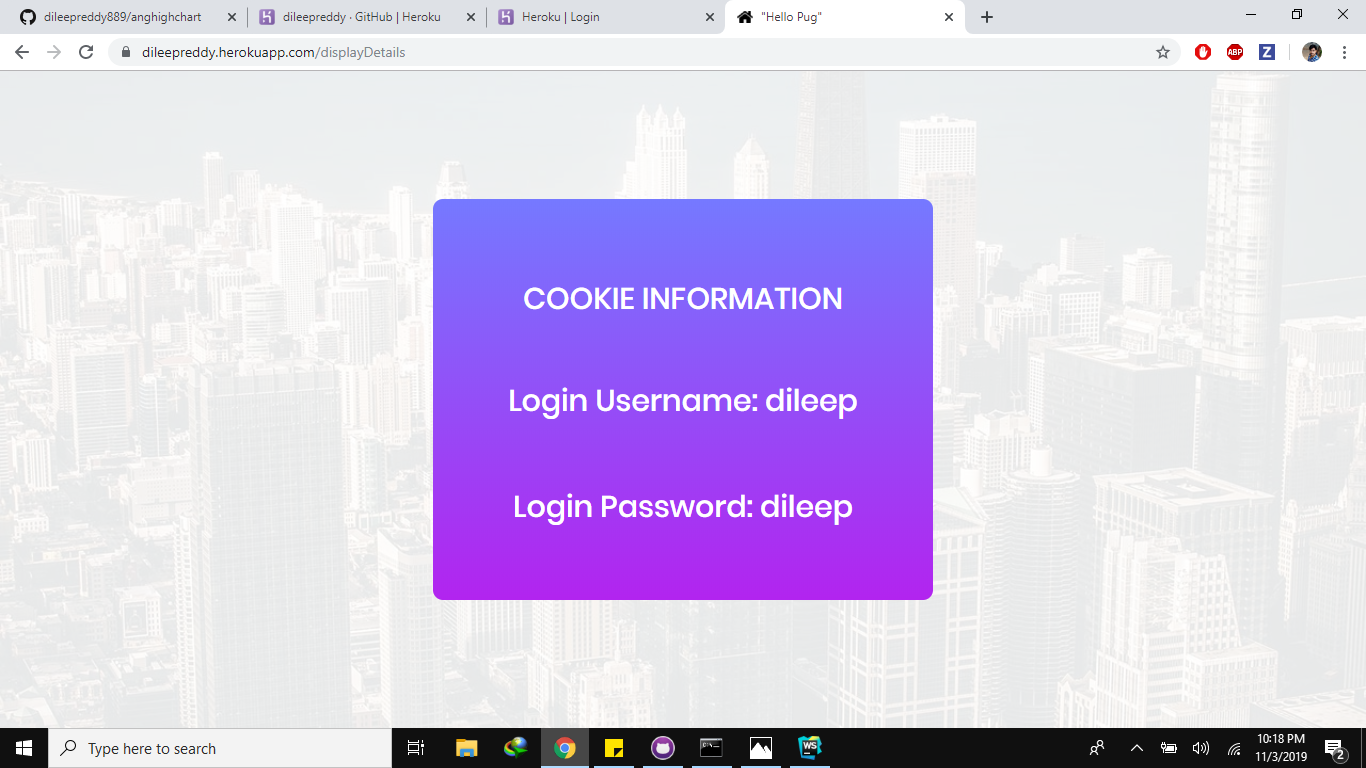 dileepreddy889/anghighchart
dileepreddy · GitHub | Heroku
Heroku | Login
"Hello Pug"
dileepreddy.herokuapp.com/displayDetails
ABP
Z
COOKIE INFORMATION
Login Username: dileep
Login Password: dileep
Type here to search
WS
10:18 PM
11/3/2019
2